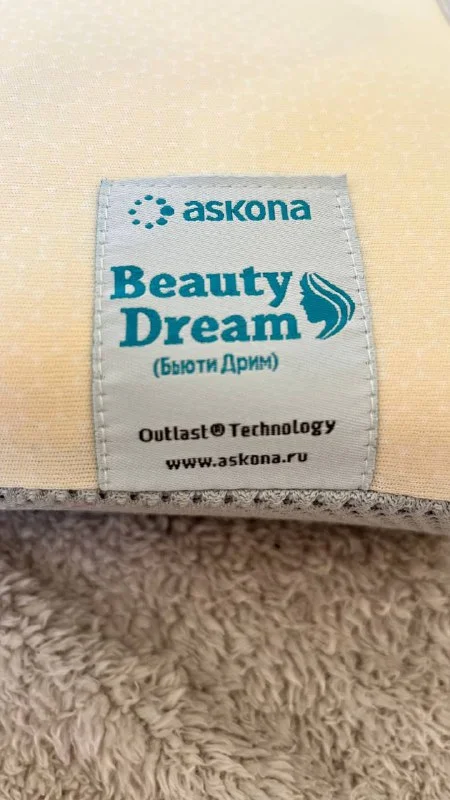 askona
Beauty
Dream
(Бьюти Дрим)
Outlast® Technology
www.askona.ru